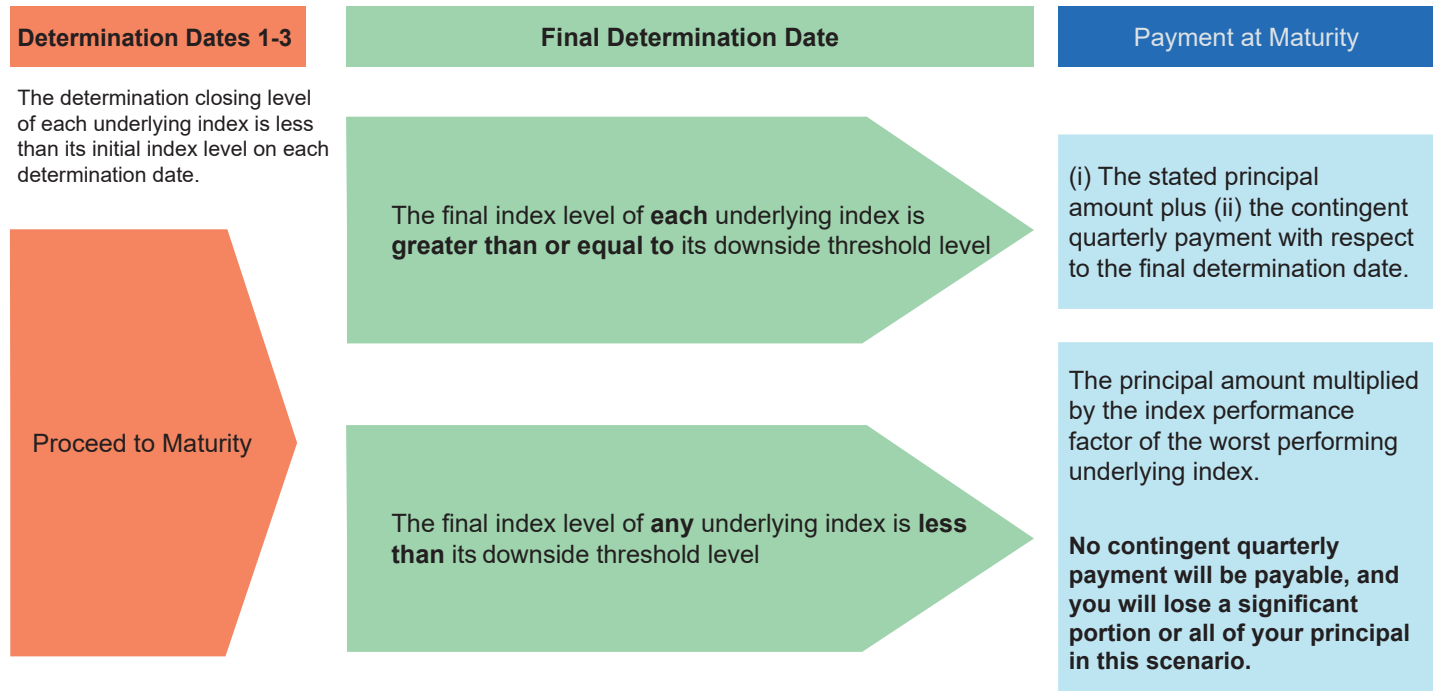 Determination Dates 1-3
The determination closing level
of each underlying index is less
than its initial index level on each
determination date.
Proceed to Maturity
Final Determination Date
The final index level of each underlying index is
greater than or equal to its downside threshold level
The final index level of any underlying index is less
than its downside threshold level
Payment at Maturity
(i) The stated principal
amount plus (ii) the contingent
quarterly payment with respect
to the final determination date.
The principal amount multiplied
by the index performance
factor of the worst performing
underlying index.
No contingent quarterly
payment will be payable, and
you will lose a significant
portion or all of your principal
in this scenario.